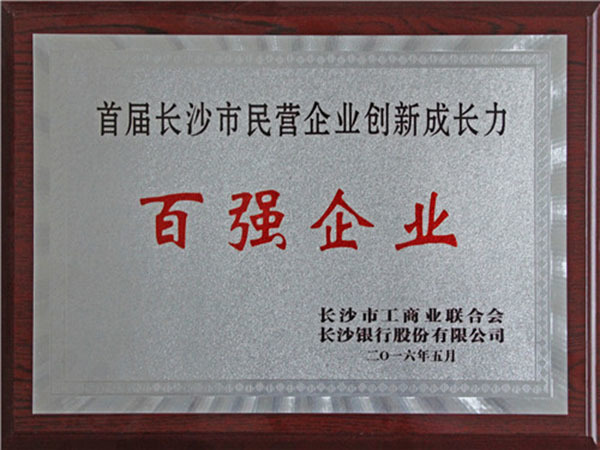 首届长沙市民营企业创新成长力
百强企业
长沙市工商业联合会
长沙银行股份有限公司
二〇一六年五月